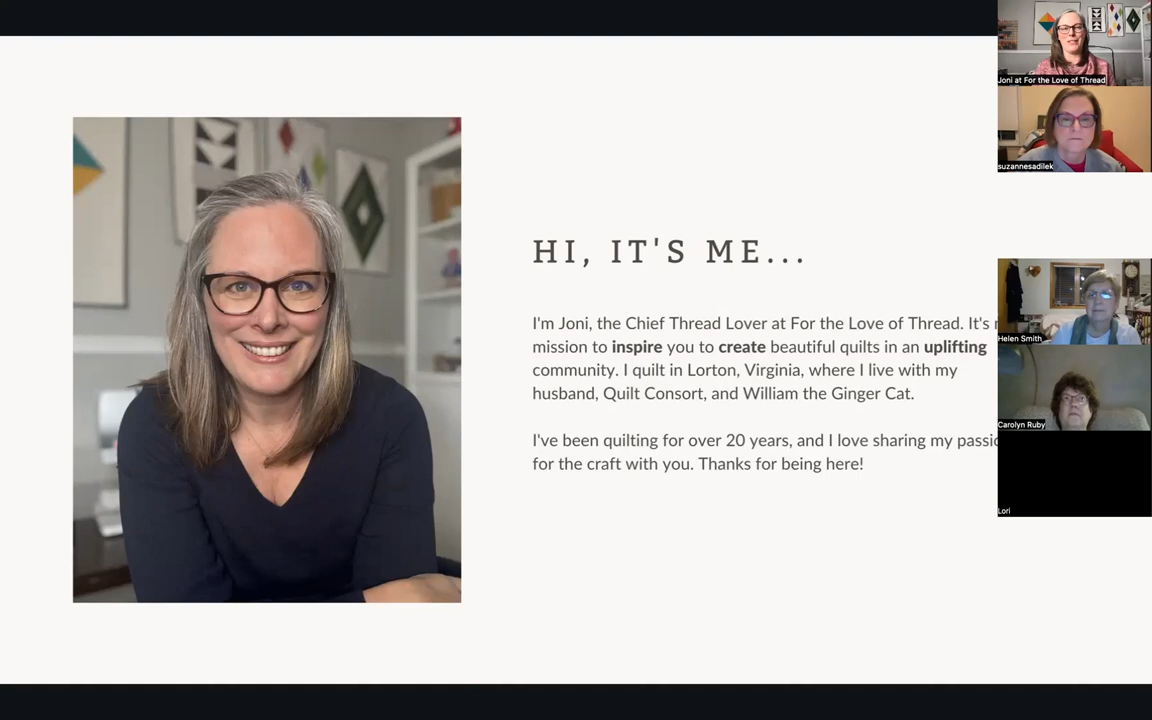 Joni at For the Love of Thread
suzannesadilek
HI, IT'S ME...
I'm Joni, the Chief Thread Lover at For the Love of Thread. It's
mission to inspire you to create beautiful quilts in an uplifting
community. I quilt in Lorton, Virginia, where I live with my
husband, Quilt Consort, and William the Ginger Cat.
I've been quilting for over 20 years, and I love sharing my
for the craft with you. Thanks for being here!
Helen Smith
Carolyn Ruby
Lori